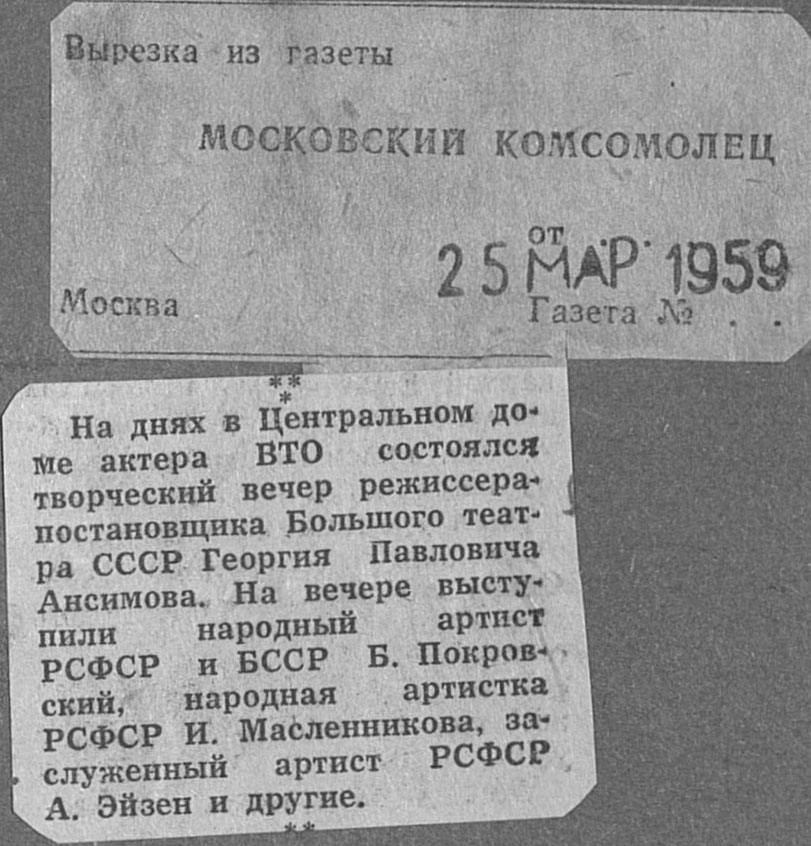 Вырезка из газеты
МОСКОВСКИЙ КОМСОМОЛЕЦ
от
25 МАР 1959
Москва
Газета № . .
**
*
На днях в Центральном до-
ме актера ВТО состоялся
творческий вечер режиссера-
постановщика Большого теат-
ра СССР Георгия Павловича
Ансимова. На вечере высту-
пили народный артист
РСФСР и БССР Б. Покров-
ский, народная артистка
РСФСР И. Масленникова, за-
служенный артист РСФСР
А. Эйзен и другие.
**